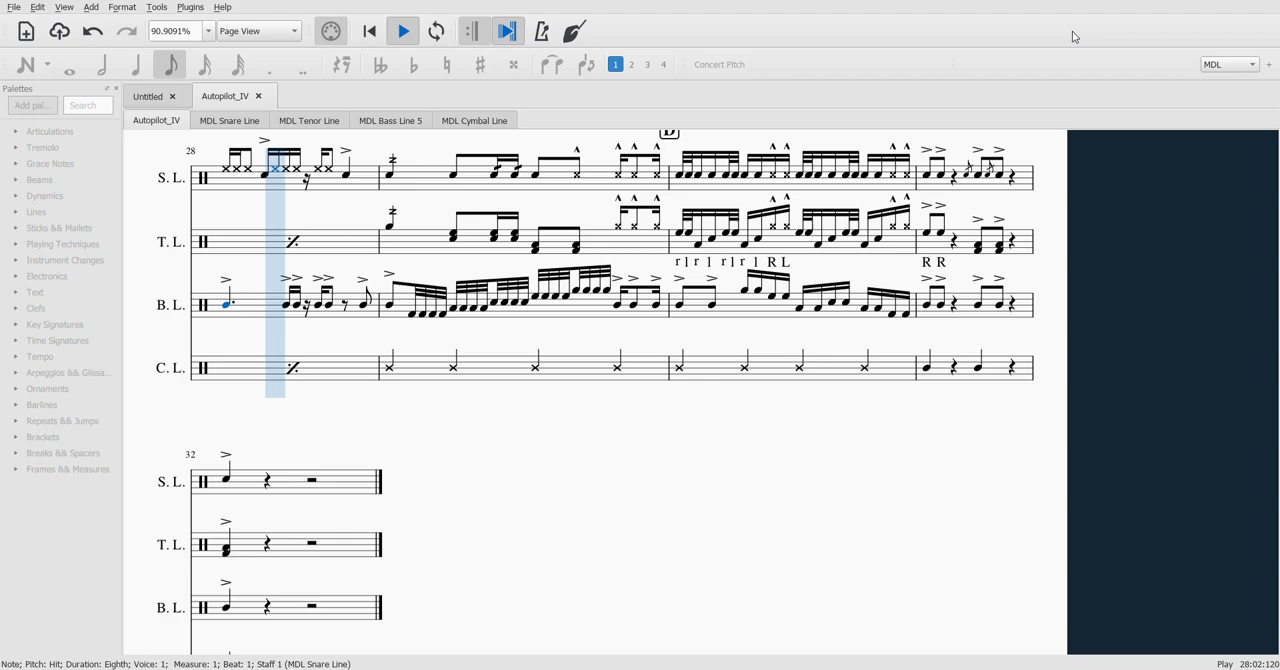 File Edit View Add Format Tools Plugins Help
90.9091% Page View
1 2 3 4 Concert Pitch MDL +
Palettes
Add pal... Search
Untitled Autopilot_IV
Autopilot_IV MDL Snare Line MDL Tenor Line MDL Bass Line 5 MDL Cymbal Line
Articulations
Tremolo
Grace Notes
Beams
Dynamics
Lines
Sticks && Mallets
Playing Techniques
Instrument Changes
Electronics
Text
Clefs
Key Signatures
Time Signatures
Tempo
Arpeggios && Glissa...
Ornaments
Barlines
Repeats && Jumps
Brackets
Breaks && Spacers
Frames && Measures
28
S. L.
T. L.
r l r l r l r l R L R R
B. L.
C. L.
32
S. L.
T. L.
B. L.
Note; Pitch: Hit; Duration: Eighth; Voice: 1; Measure: 1; Beat: 1; Staff 1 (MDL Snare Line) Play 28:02:120